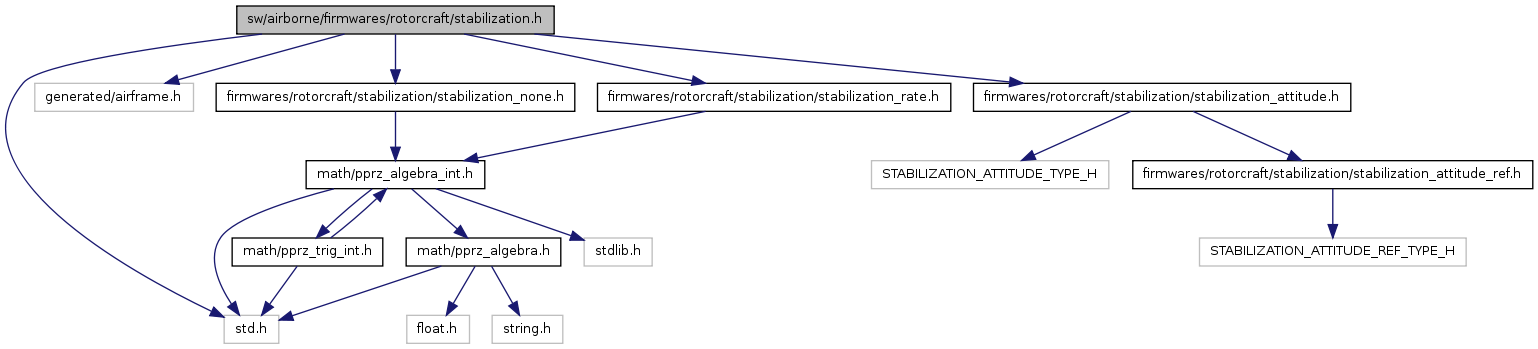 sw/airborne/firmwares/rotorcraft/stabilization.h
generated/airframe.h
firmwares/rotorcraft/stabilization/stabilization_none.h
firmwares/rotorcraft/stabilization/stabilization_rate.h
firmwares/rotorcraft/stabilization/stabilization_attitude.h
math/pprz_algebra_int.h
STABILIZATION_ATTITUDE_TYPE_H
firmwares/rotorcraft/stabilization/stabilization_attitude_ref.h
math/pprz_trig_int.h
math/pprz_algebra.h
stdlib.h
STABILIZATION_ATTITUDE_REF_TYPE_H
std.h
float.h
string.h